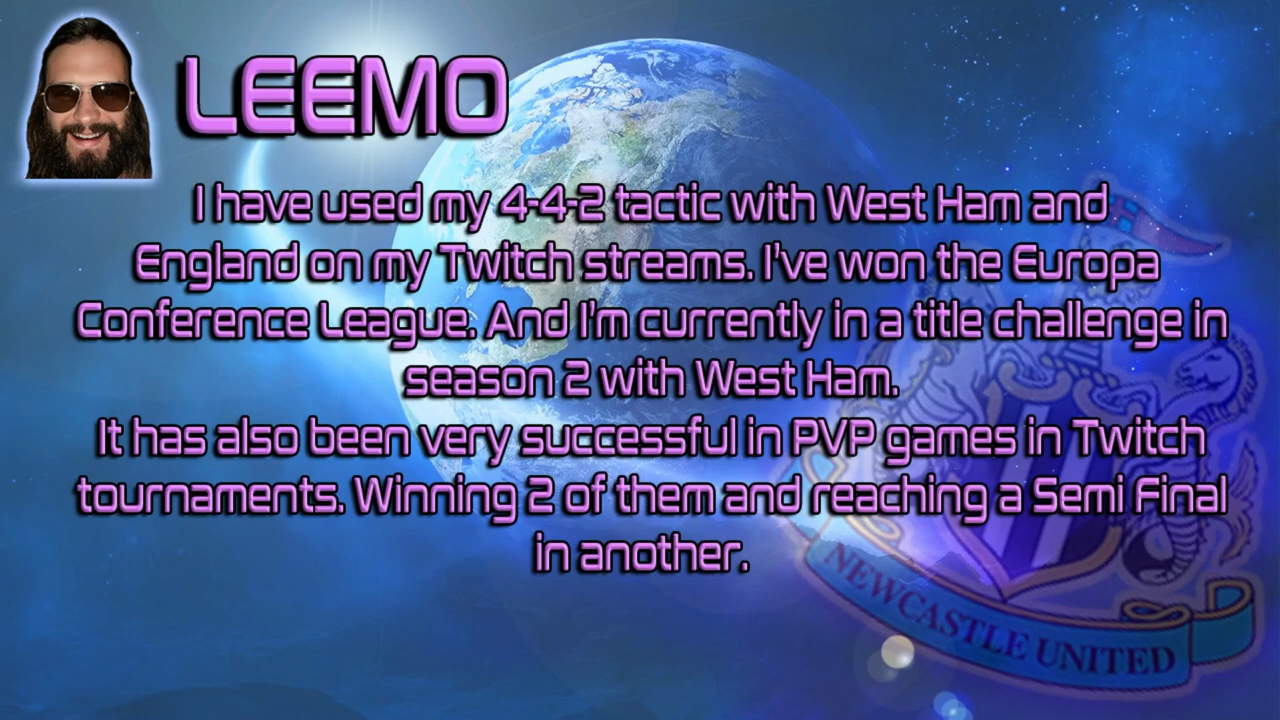 LEEMO
I have used my 4-4-2 tactic with West Ham and
England on my Twitch streams. I've won the Europa
Conference League. And I'm currently in a title challenge in
season 2 with West Ham.
It has also been very successful in PVP games in Twitch
tournaments. Winning 2 of them and reaching a Semi Final
in another.
NEWCASTLE UNITED